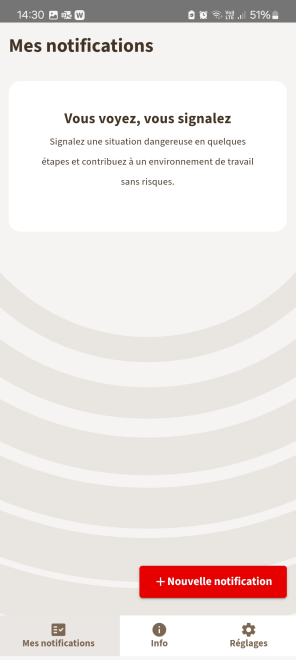 14:30 51%
Mes notifications
Vous voyez, vous signalez
Signalez une situation dangereuse en quelques
étapes et contribuez à un environnement de travail
sans risques.
+ Nouvelle notification
Mes notifications Info Réglages